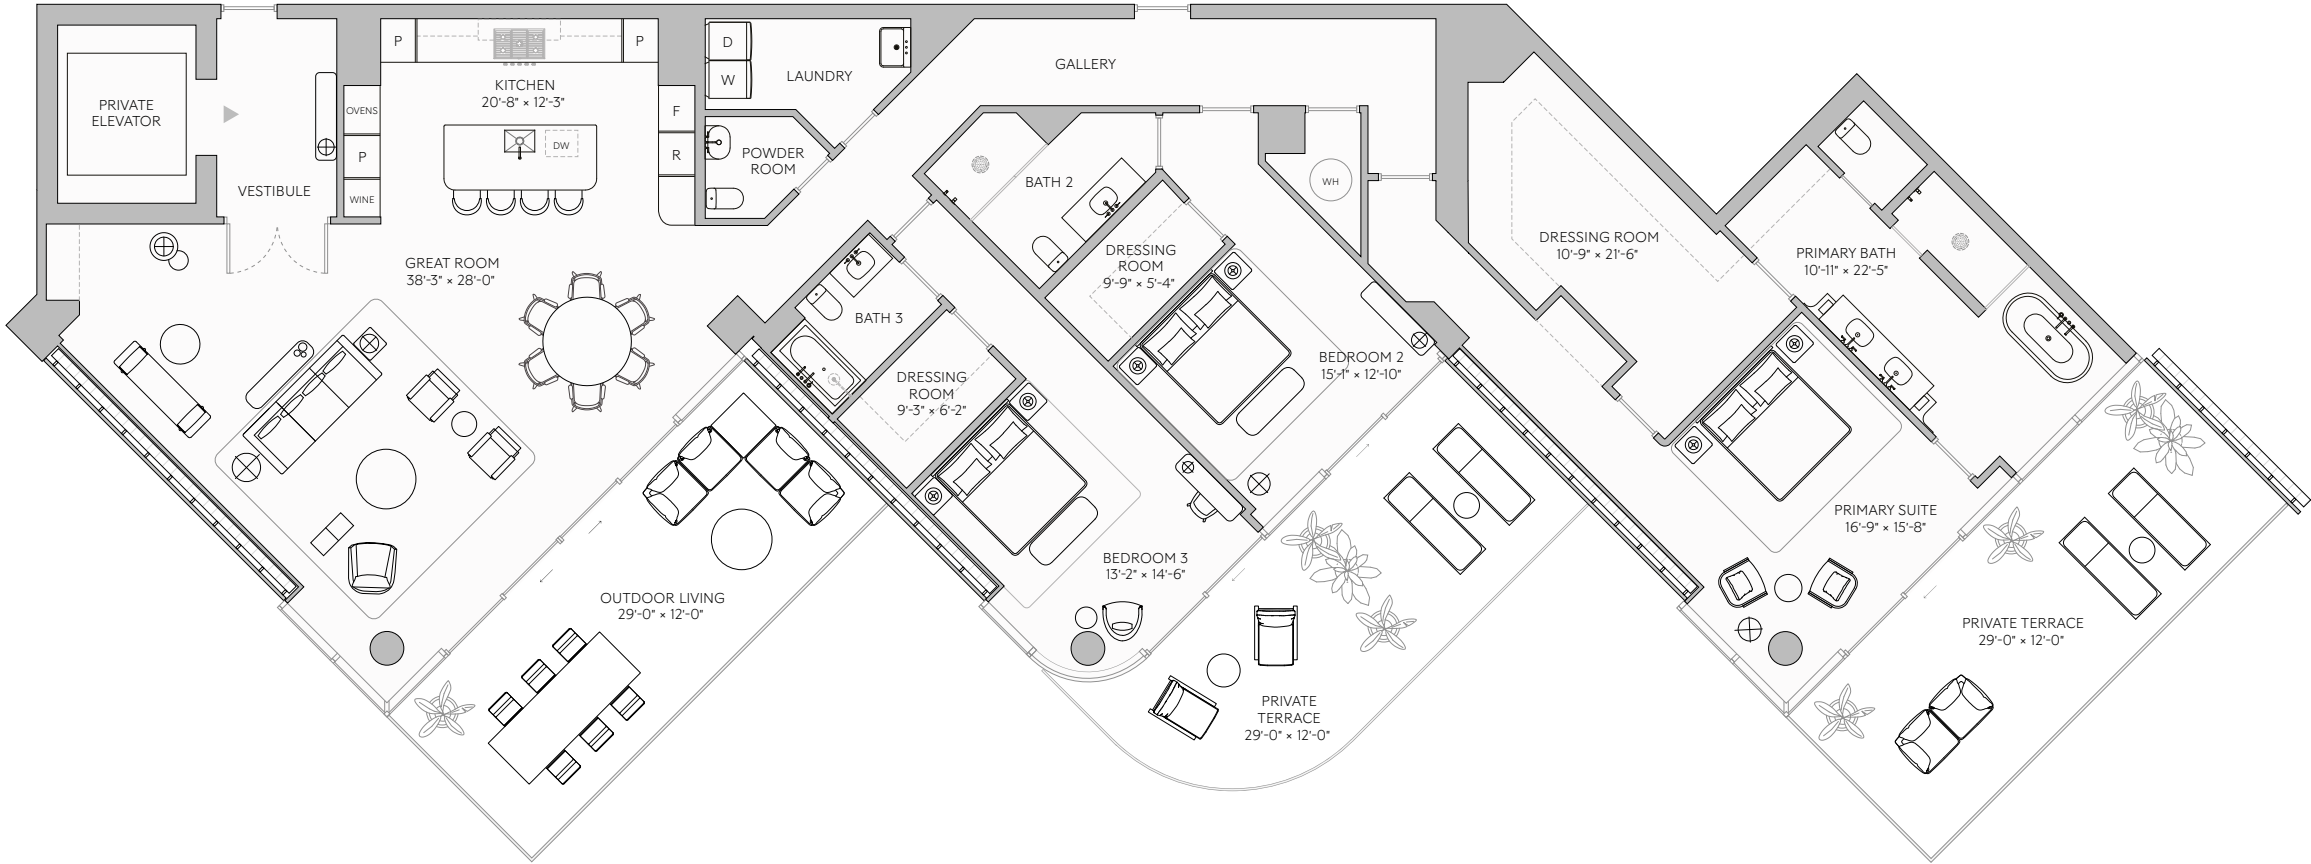 PRIVATE
ELEVATOR
VESTIBULE
P
P
KITCHEN
20'-8" × 12'-3"
OVENS
P
WINE
DW
F
R
D
W
LAUNDRY
POWDER
ROOM
GALLERY
GREAT ROOM
38'-3" × 28'-0"
BATH 2
WH
DRESSING
ROOM
9'-9" × 5'-4"
BATH 3
DRESSING
ROOM
9'-3" × 6'-2"
BEDROOM 2
15'-1" × 12'-10"
DRESSING ROOM
10'-9" × 21'-6"
PRIMARY BATH
10'-11" × 22'-5"
BEDROOM 3
13'-2" × 14'-6"
PRIMARY SUITE
16'-9" × 15'-8"
OUTDOOR LIVING
29'-0" × 12'-0"
PRIVATE
TERRACE
29'-0" × 12'-0"
PRIVATE TERRACE
29'-0" × 12'-0"